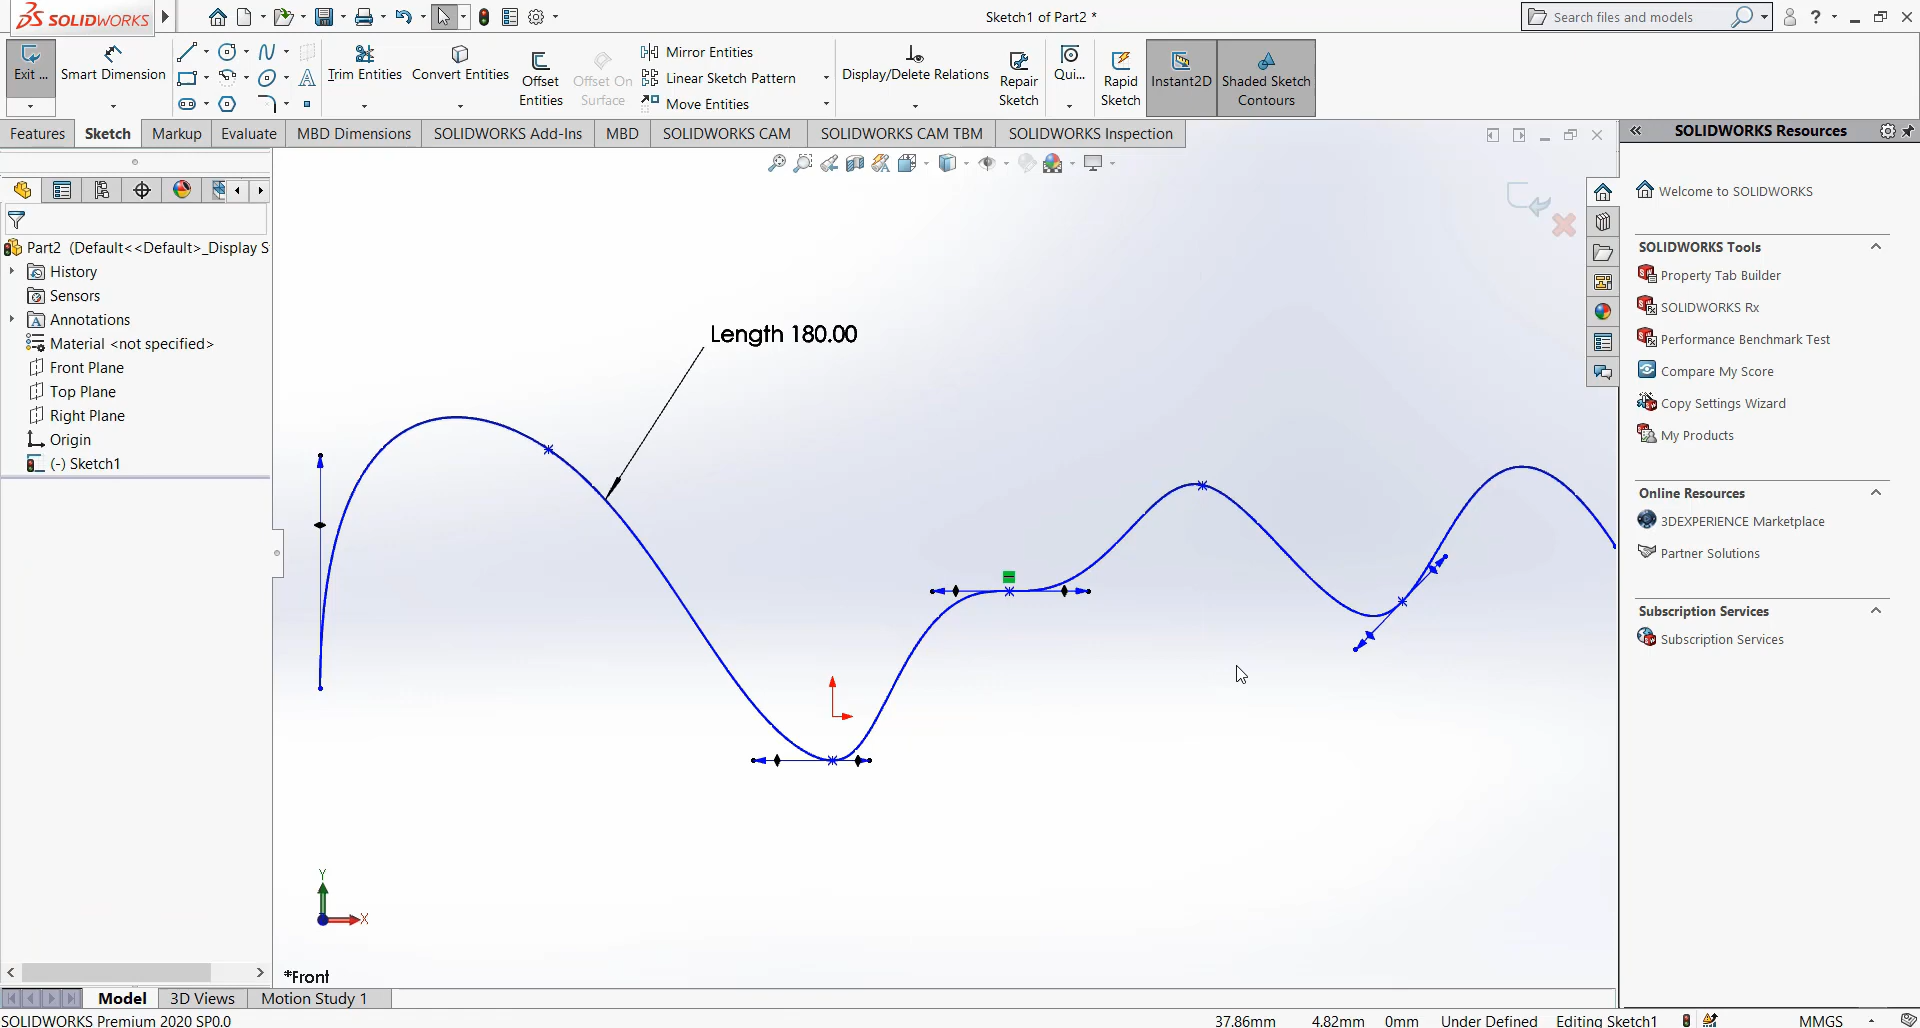 SOLIDWORKS
Sketch1 of Part2 *
Search files and models
?
Exit ...
Smart Dimension
Trim Entities
Convert Entities
Offset Entities
Offset On Surface
Mirror Entities
Linear Sketch Pattern
Move Entities
Display/Delete Relations
Repair Sketch
Qui...
Rapid Sketch
Instant2D
Shaded Sketch Contours
Features
Sketch
Markup
Evaluate
MBD Dimensions
SOLIDWORKS Add-Ins
MBD
SOLIDWORKS CAM
SOLIDWORKS CAM TBM
SOLIDWORKS Inspection
Part2 (Default<<Default>_Display S
History
Sensors
Annotations
Material <not specified>
Front Plane
Top Plane
Right Plane
Origin
(-) Sketch1
Length 180.00
Y
X
*Front
SOLIDWORKS Resources
Welcome to SOLIDWORKS
SOLIDWORKS Tools
Property Tab Builder
SOLIDWORKS Rx
Performance Benchmark Test
Compare My Score
Copy Settings Wizard
My Products
Online Resources
3DEXPERIENCE Marketplace
Partner Solutions
Subscription Services
Subscription Services
Model
3D Views
Motion Study 1
SOLIDWORKS Premium 2020 SP0.0
37.86mm
4.82mm
0mm
Under Defined
Editing Sketch1
MMGS